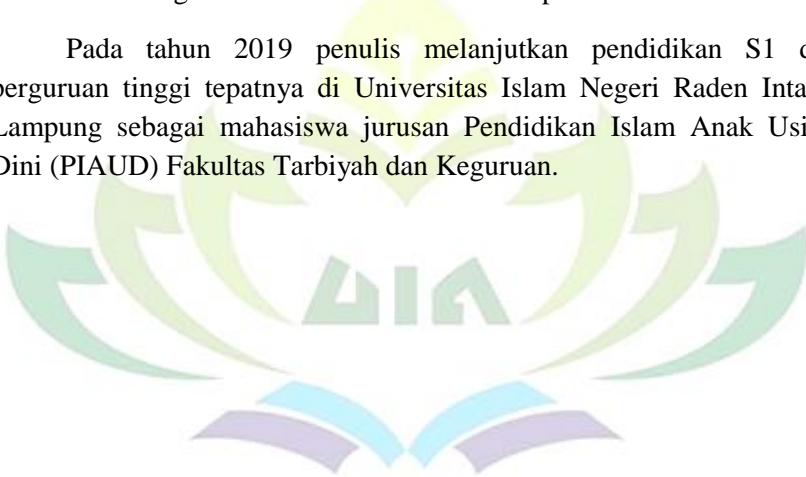 Pada tahun 2019 penulis melanjutkan pendidikan S1 d
perguruan tinggi tepatnya di Universitas Islam Negeri Raden Inta
Lampung sebagai mahasiswa jurusan Pendidikan Islam Anak Usi
Dini (PIAUD) Fakultas Tarbiyah dan Keguruan.
UIN